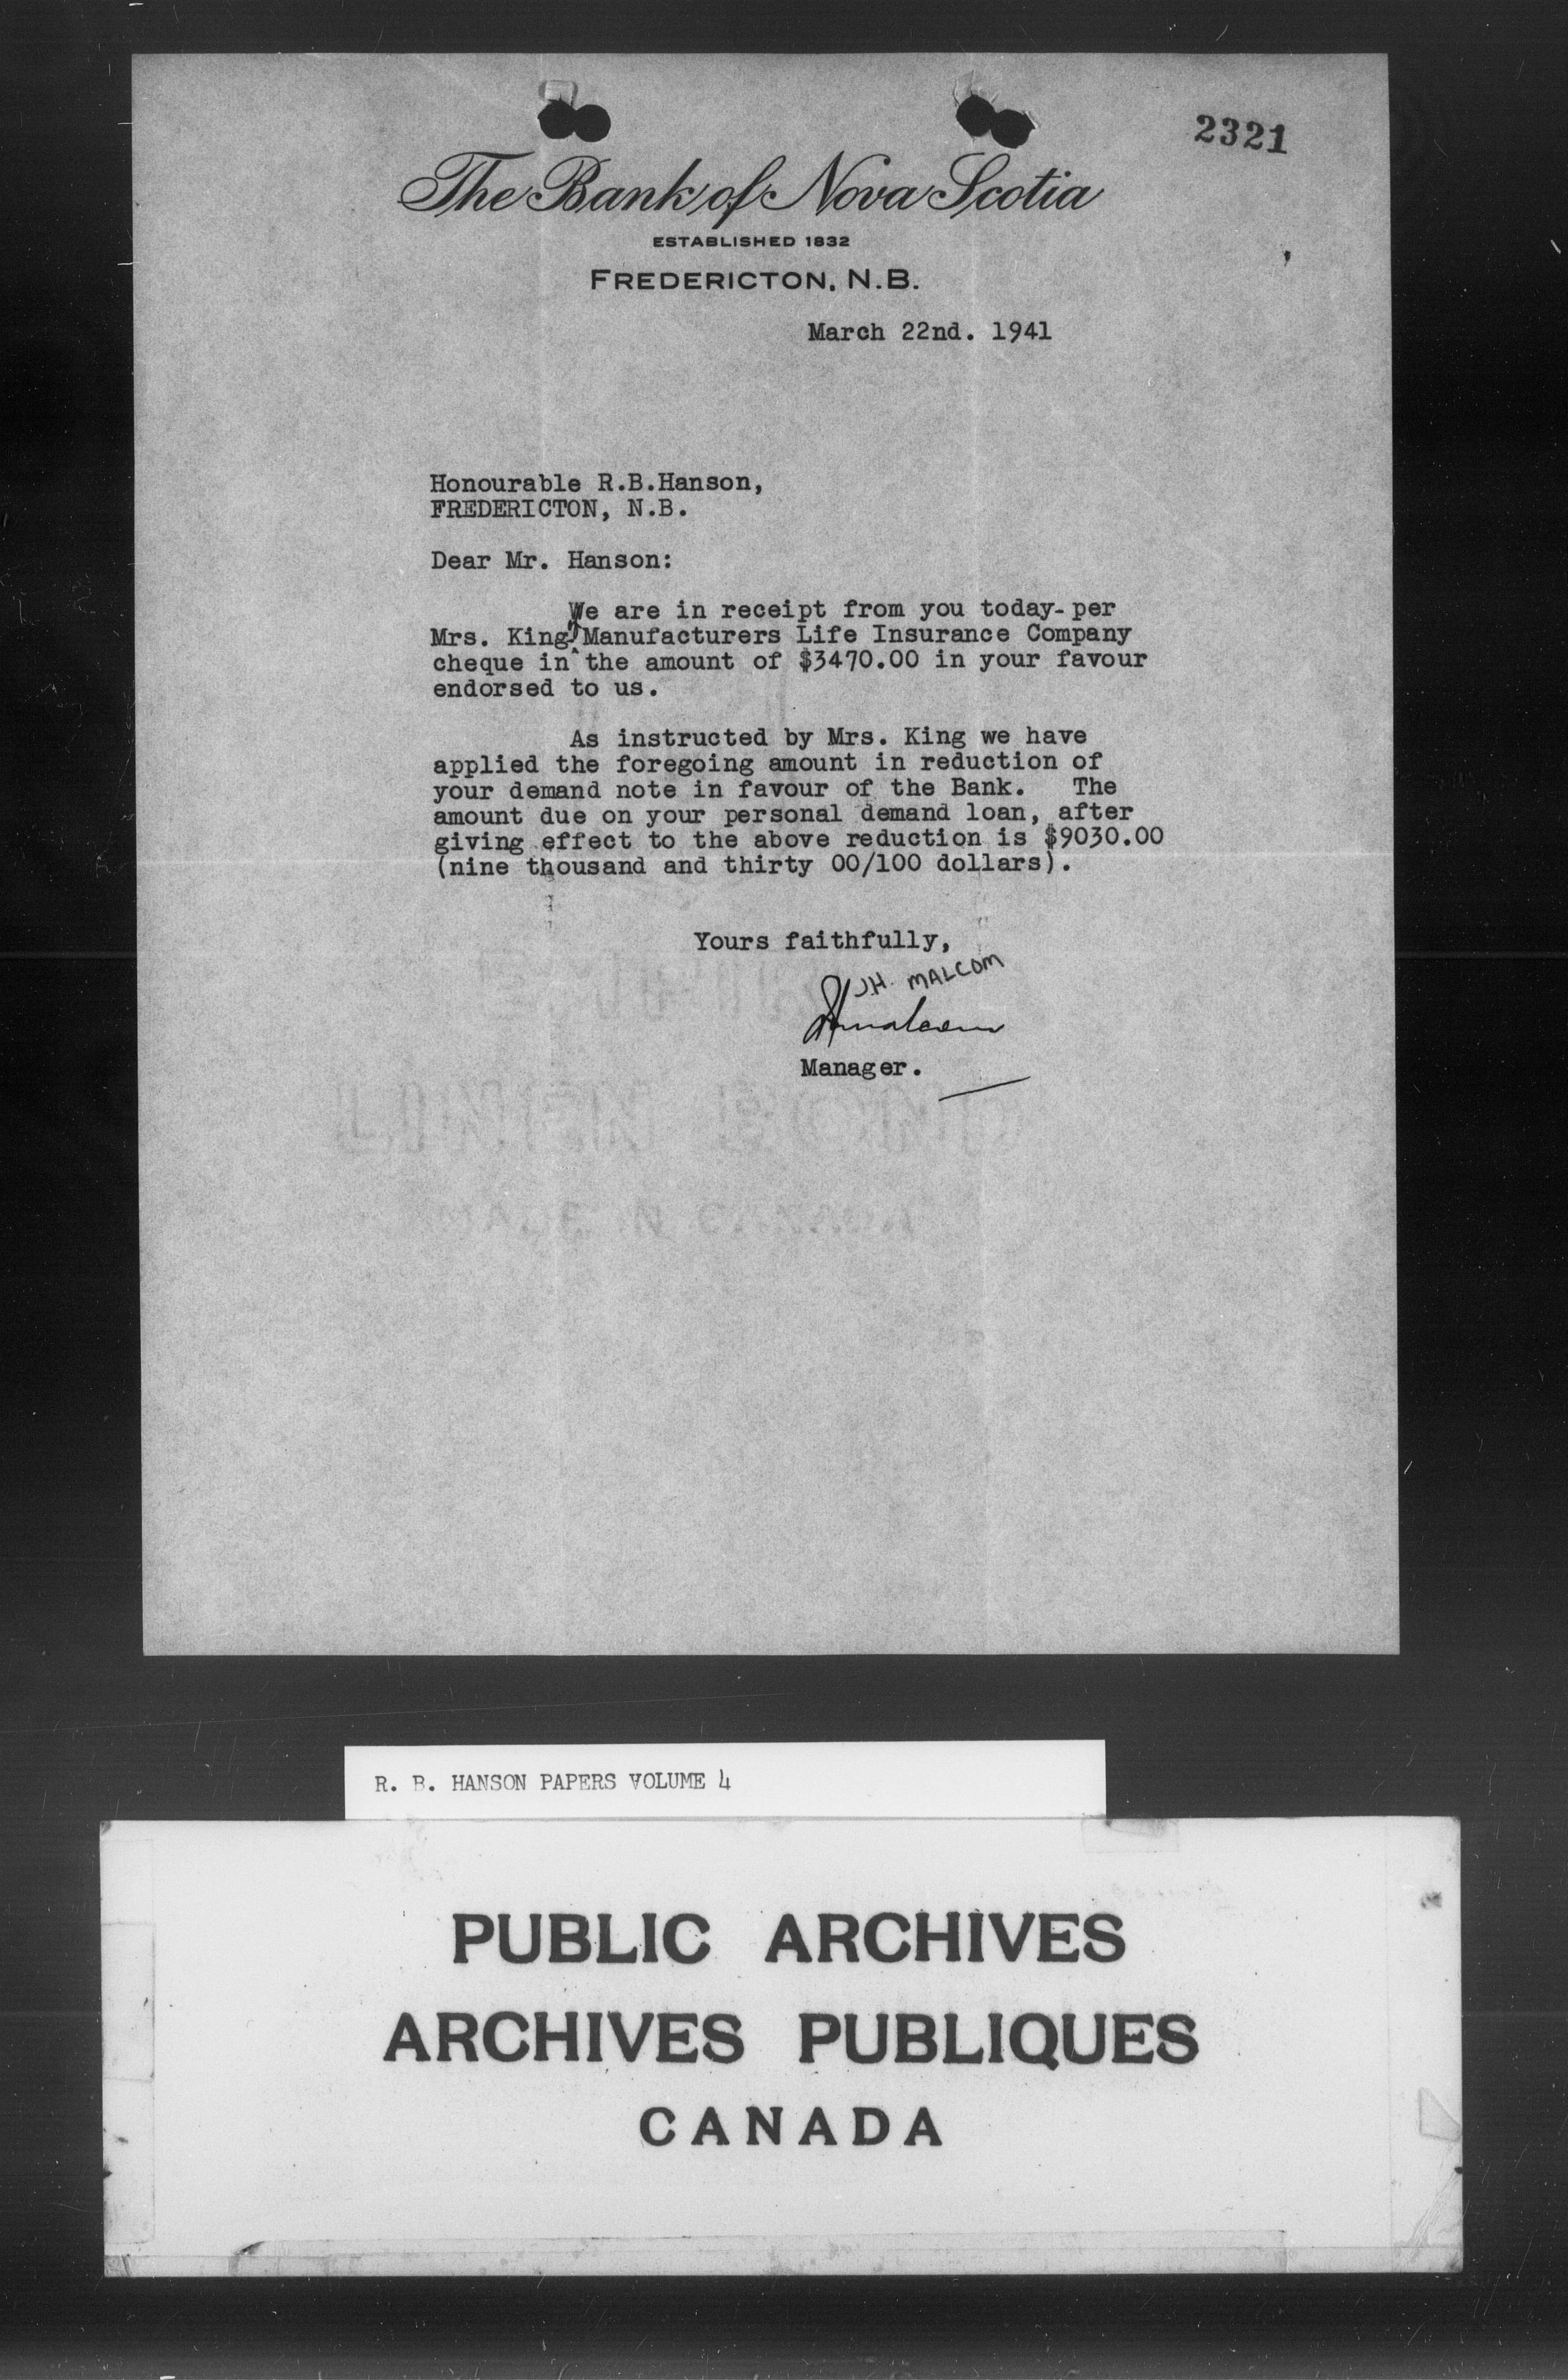 2321
The Bank of Nova Scotia
ESTABLISHED 1832
FREDERICTON, N.B.
March 22nd. 1941
Honourable R.B.Hanson,
FREDERICTON, N.B.
Dear Mr. Hanson:
We are in receipt from you today- per
Mrs. King, Manufacturers Life Insurance Company
cheque in the amount of $3470.00 in your favour
endorsed to us.
As instructed by Mrs. King we have
applied the foregoing amount in reduction of
your demand note in favour of the Bank. The
amount due on your personal demand loan, after
giving effect to the above reduction is $9030.00
(nine thousand and thirty 00/100 dollars).
Yours faithfully,
J.H. MALCOM
JHMalcom
Manager.
MADE IN CANADA
R. B. HANSON PAPERS VOLUME 4
PUBLIC ARCHIVES
ARCHIVES PUBLIQUES
CANADA